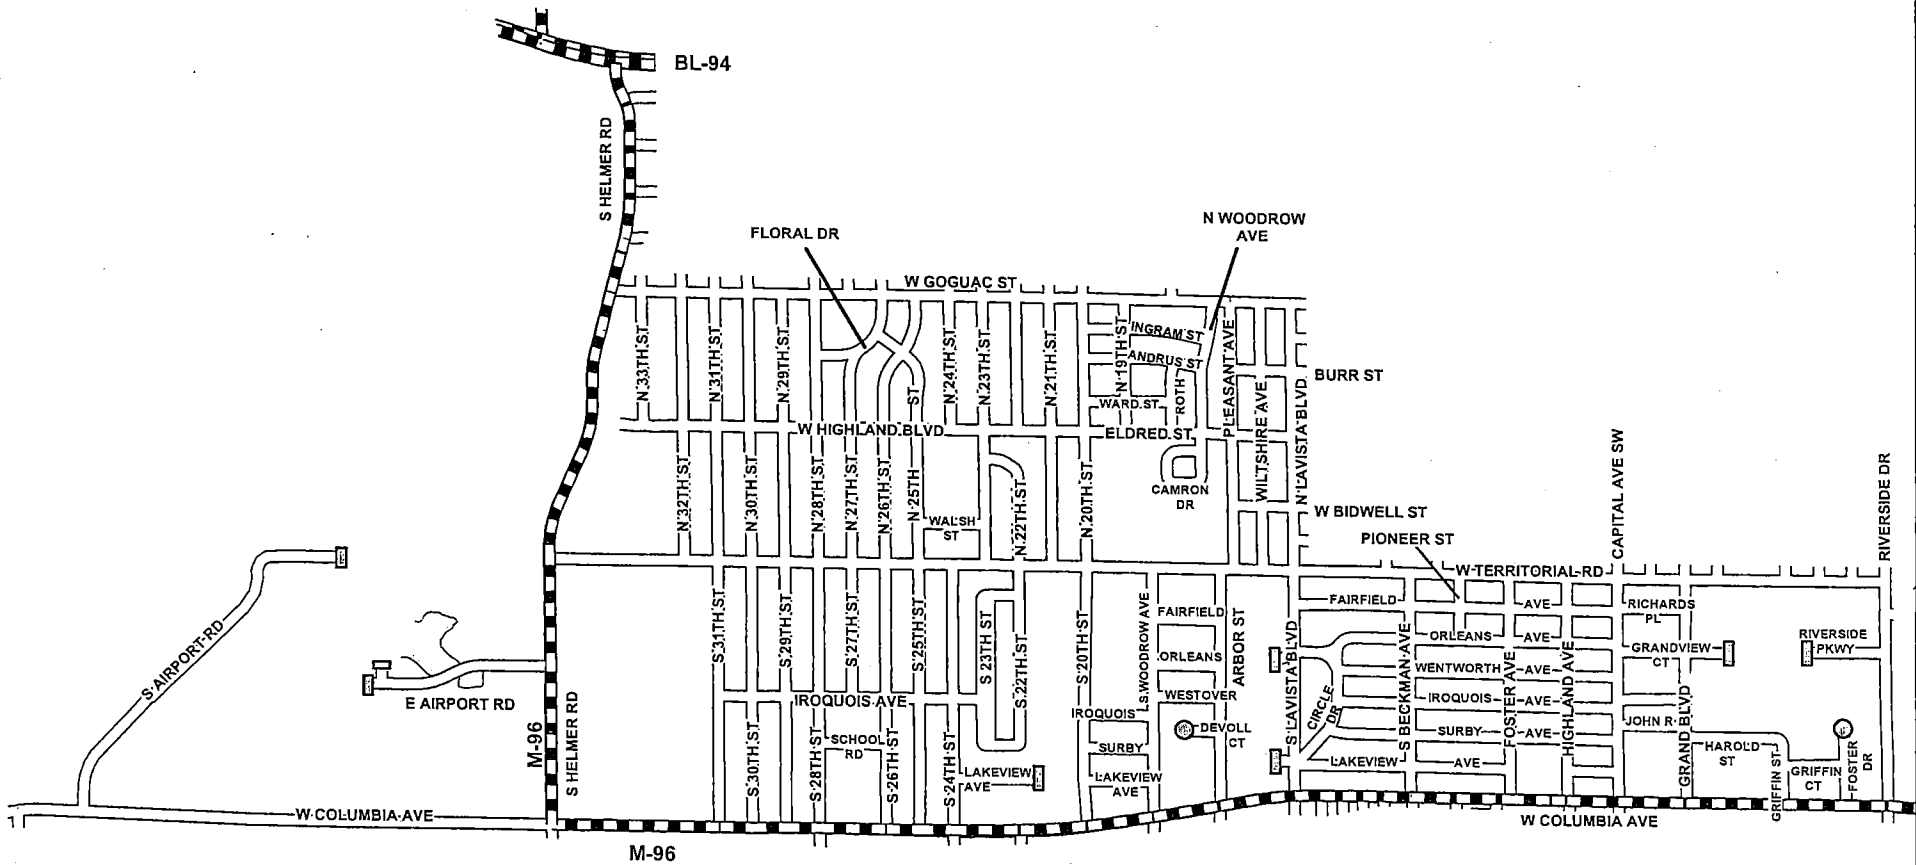 BL-94
S HELMER RD
FLORAL DR
N WOODROW
AVE
W GOGUAC ST
N 33TH ST
N 31TH ST
N 29TH ST
N 24TH ST
N 23TH ST
N 21TH ST
N 19TH ST
INGRAM ST
ANDRUS ST
WARD ST
ROTH
PLEASANT AVE
WILTSHIRE AVE
N LAVISTA BLVD
BURR ST
W HIGHLAND BLVD
ELDRED ST
N 32TH ST
N 30TH ST
N 28TH ST
N 27TH ST
N 26TH ST
N 25TH
ST
WALSH
ST
N 22TH ST
N 20TH ST
CAMRON
DR
W BIDWELL ST
PIONEER ST
CAPITAL AVE SW
RIVERSIDE DR
W TERRITORIAL RD
S AIRPORT RD
E AIRPORT RD
M-96
S HELMER RD
S 31TH ST
S 29TH ST
S 27TH ST
S 25TH ST
S 23TH ST
S 22TH ST
S 20TH ST
S WOODROW AVE
FAIRFIELD
ORLEANS
WESTOVER
ARBOR ST
S LAVISTA BLVD
FAIRFIELD AVE
ORLEANS AVE
WENTWORTH AVE
IROQUOIS AVE
SURBY AVE
LAKEVIEW AVE
CIRCLE
DR
S BECKMAN AVE
FOSTER AVE
HIGHLAND AVE
RICHARDS
PL
GRANDVIEW
CT
RIVERSIDE
PKWY
JOHN R
GRAND BLVD
HAROLD
ST
GRIFFIN ST
GRIFFIN
CT
FOSTER
DR
IROQUOIS AVE
SCHOOL
RD
S 30TH ST
S 28TH ST
S 26TH ST
S 24TH ST
LAKEVIEW
AVE
IROQUOIS
SURBY
LAKEVIEW
AVE
DEVOLL
CT
W COLUMBIA AVE
W COLUMBIA AVE
M-96